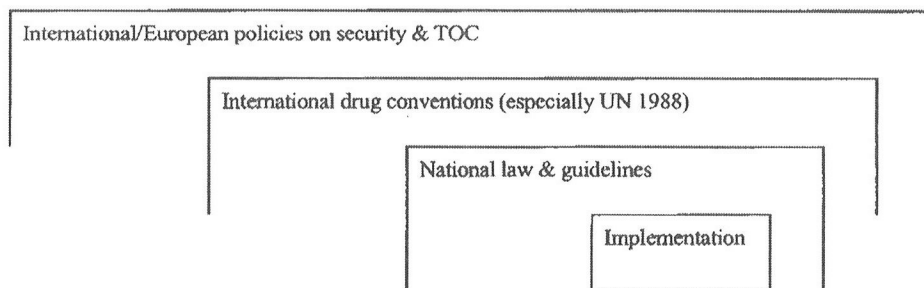 International/European policies on security & TOC
International drug conventions (especially UN 1988)
National law & guidelines
Implementation